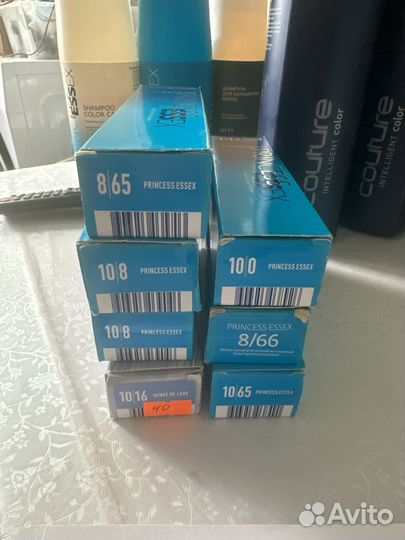 ESSEX
SHAMPOO
COLOR
ESSEX
ШАМПУНЬ
couture
INTELLIGENT color
couture
INTELLIGENT color
8/65 PRINCESS ESSEX
10/8 PRINCESS ESSEX
10/0 PRINCESS ESSEX
10/8 PRINCESS ESSEX
PRINCESS ESSEX
8/66
10/16 SENSE DE LUXE
40
10/65 PRINCESS ESSEX
Avito